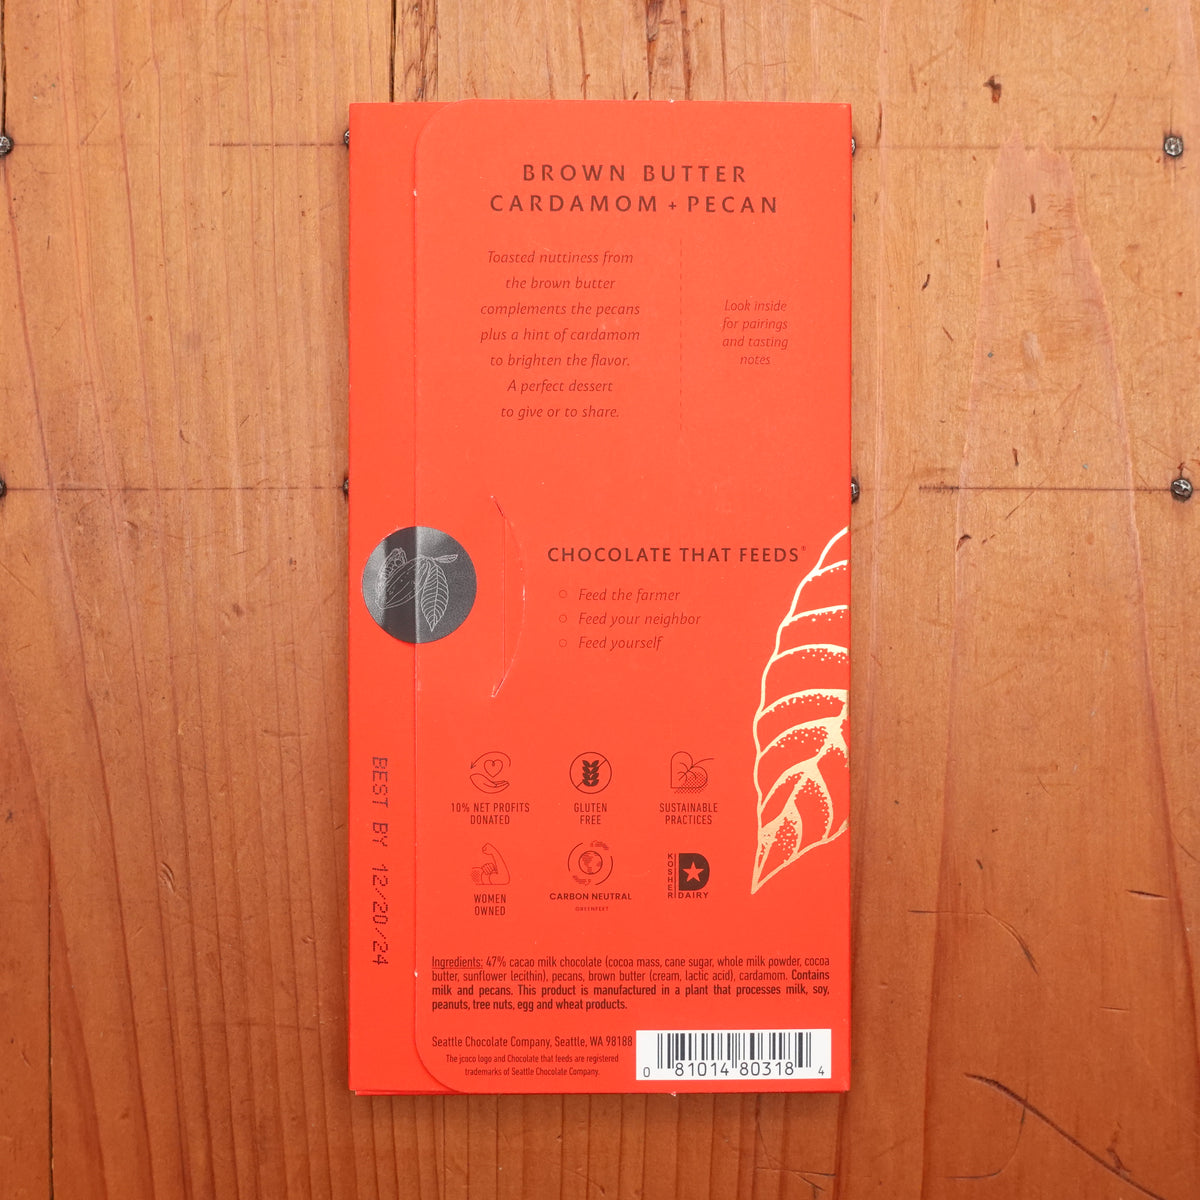 BROWN BUTTER
CARDAMOM + PECAN
Toasted nuttiness from
the brown butter
complements the pecans
plus a hint of cardamom
to brighten the flavor.
A perfect dessert
to give or to share.
Look inside
for pairings
and tasting
notes
CHOCOLATE THAT FEEDS®
Feed the farmer
Feed your neighbor
Feed yourself
10% NET PROFITS
DONATED
GLUTEN
FREE
SUSTAINABLE
PRACTICES
WOMEN
OWNED
CARBON NEUTRAL
GREENFEET
KOSHER
D
DAIRY
BEST BY 12/20/24
Ingredients: 47% cacao milk chocolate (cocoa mass, cane sugar, whole milk powder, cocoa
butter, sunflower lecithin), pecans, brown butter (cream, lactic acid), cardamom. Contains
milk and pecans. This product is manufactured in a plant that processes milk, soy,
peanuts, tree nuts, egg and wheat products.
Seattle Chocolate Company, Seattle, WA 98188
The jcoco logo and Chocolate that feeds are registered
trademarks of Seattle Chocolate Company.
0 81014 80318 4